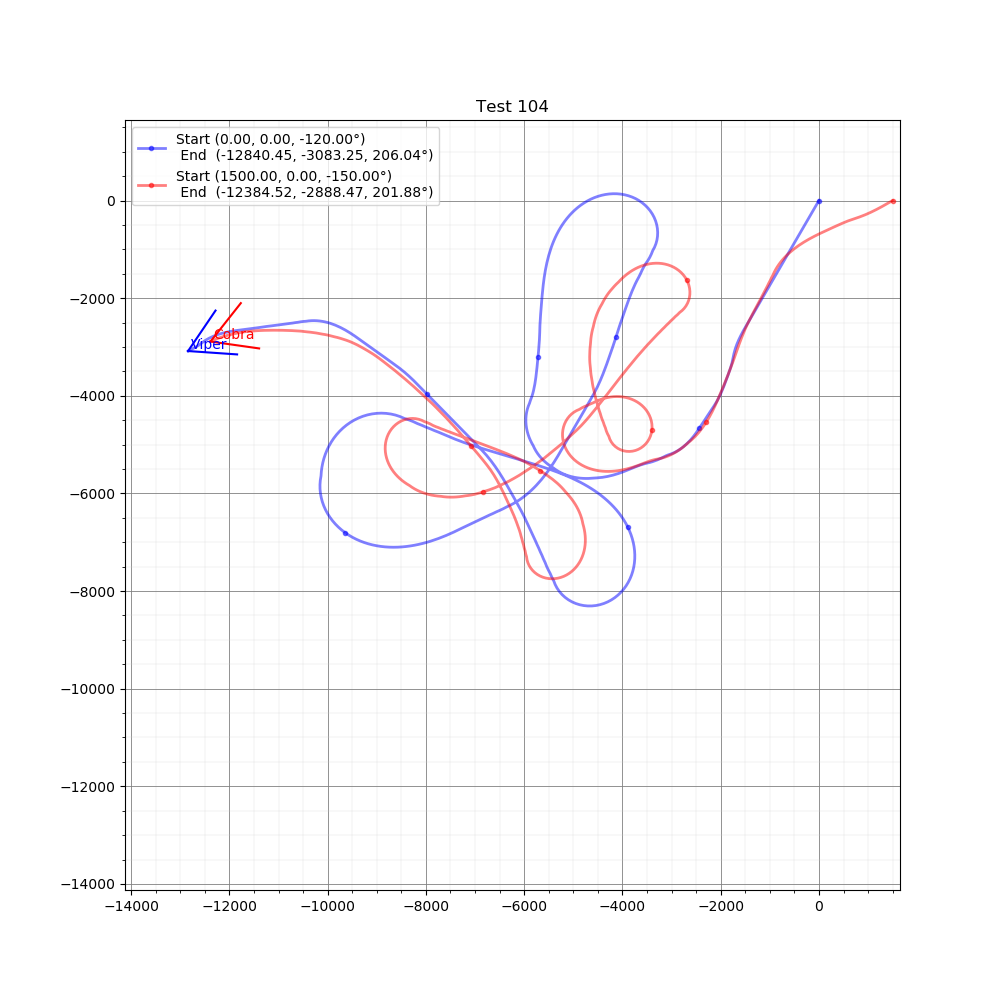 Test 104
Start (0.00, 0.00, -120.00°)
End  (-12840.45, -3083.25, 206.04°)
Start (1500.00, 0.00, -150.00°)
End  (-12384.52, -2888.47, 201.88°)
0
−2000
−4000
−6000
−8000
−10000
−12000
−14000
Cobra
Viper
−14000 −12000 −10000 −8000 −6000 −4000 −2000 0